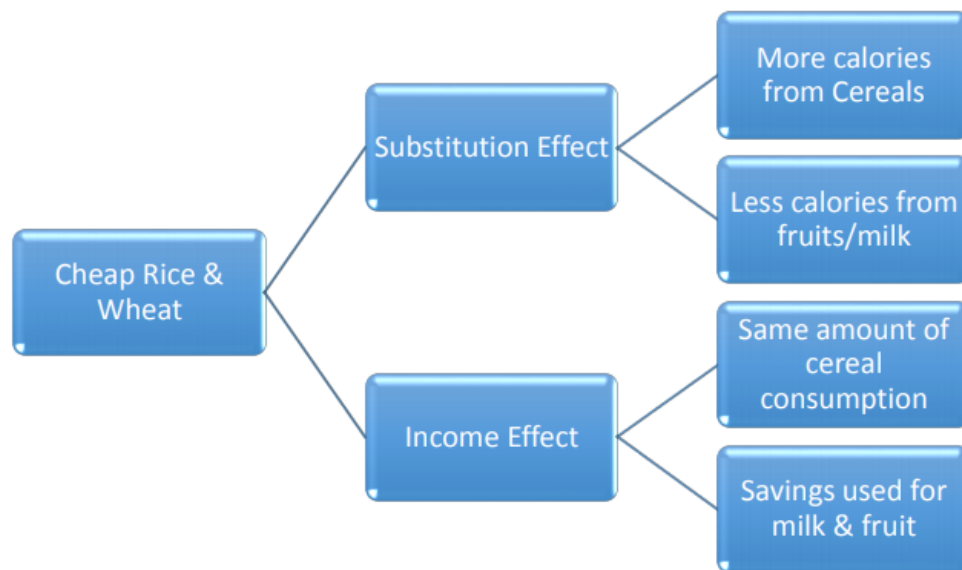 Cheap Rice &
Wheat
Substitution Effect
More calories
from Cereals
Less calories from
fruits/milk
Income Effect
Same amount of
cereal
consumption
Savings used for
milk & fruit